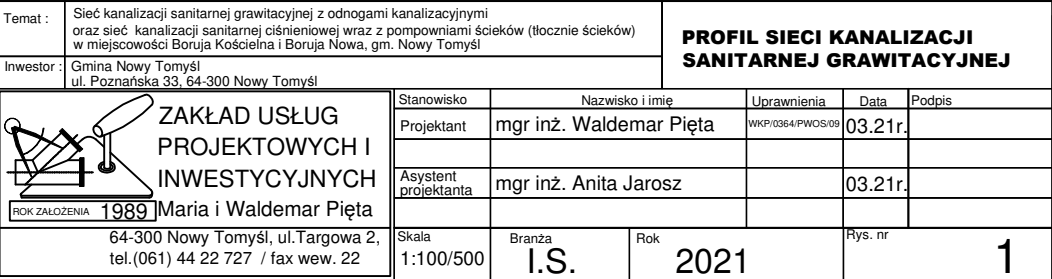 Temat :
Sieć kanalizacji sanitarnej grawitacyjnej z odnogami kanalizacyjnymi
oraz sieć kanalizacji sanitarnej ciśnieniowej wraz z pompowniami ścieków (tłocznie ścieków)
w miejscowości Boruja Kościelna i Boruja Nowa, gm. Nowy Tomyśl
Inwestor :
Gmina Nowy Tomyśl
ul. Poznańska 33, 64-300 Nowy Tomyśl
PROFIL SIECI KANALIZACJI
SANITARNEJ GRAWITACYJNEJ
ZAKŁAD USŁUG
PROJEKTOWYCH I
INWESTYCYJNYCH
Maria i Waldemar Pięta
ROK ZAŁOŻENIA 1989
64-300 Nowy Tomyśl, ul.Targowa 2,
tel.(061) 44 22 727 / fax wew. 22
Stanowisko Nazwisko i imię Uprawnienia Data Podpis
Projektant mgr inż. Waldemar Pięta WKP/0364/PWOS/09 03.21r.
Asystent
projektanta mgr inż. Anita Jarosz 03.21r.
Skala Branża Rok Rys. nr
1:100/500 I.S. 2021 1